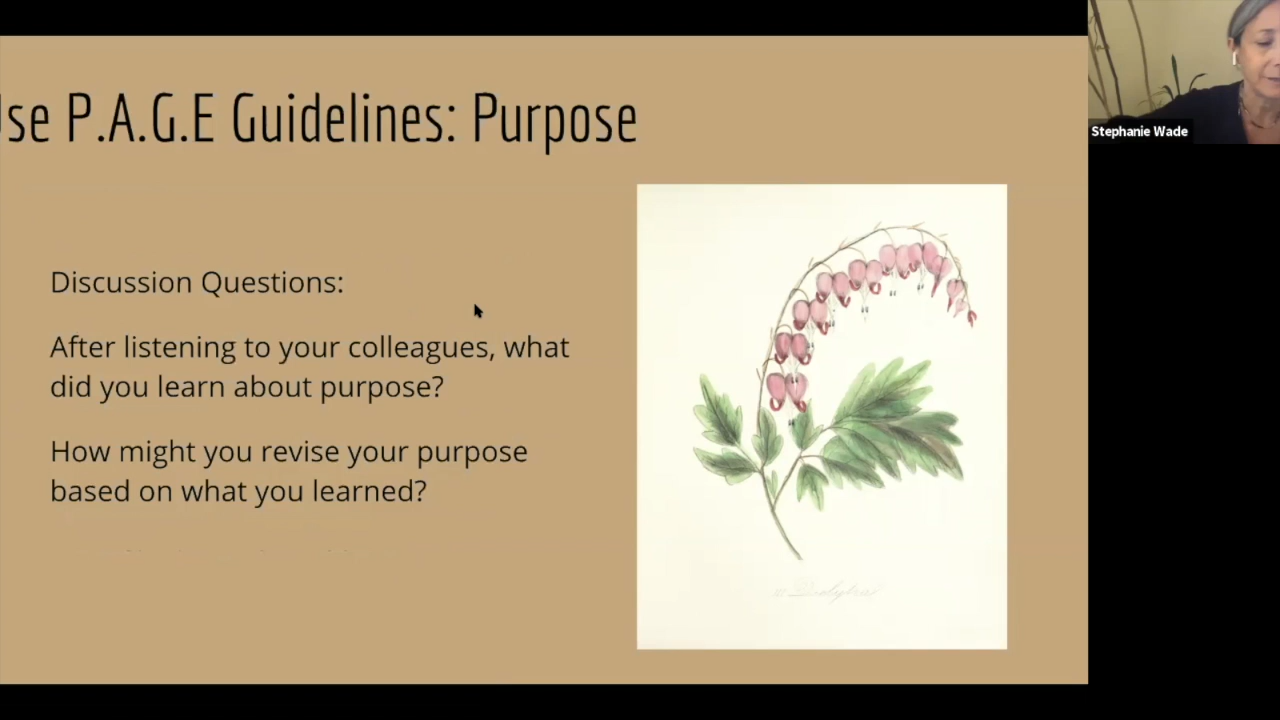 Use P.A.G.E Guidelines: Purpose
Stephanie Wade
Discussion Questions:
After listening to your colleagues, what
did you learn about purpose?
How might you revise your purpose
based on what you learned?